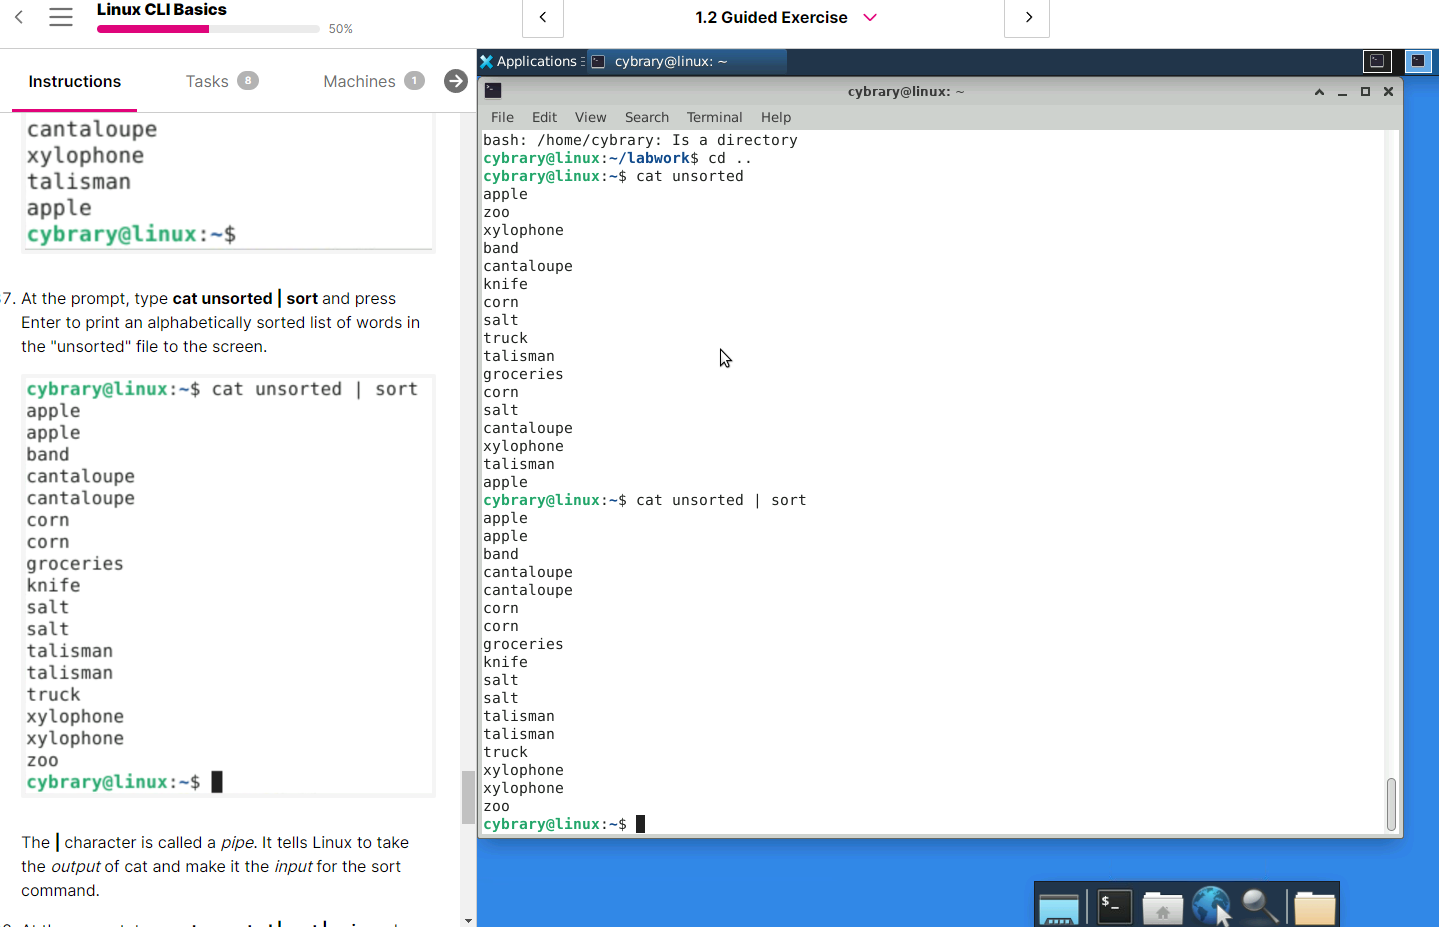 Linux CLI Basics
50%
1.2 Guided Exercise
Instructions
Tasks 8
Machines 1
cantaloupe
xylophone
talisman
apple
cybrary@linux:~$
7. At the prompt, type cat unsorted | sort and press
Enter to print an alphabetically sorted list of words in
the "unsorted" file to the screen.
cybrary@linux:~$ cat unsorted | sort
apple
apple
band
cantaloupe
cantaloupe
corn
corn
groceries
knife
salt
salt
talisman
talisman
truck
xylophone
xylophone
zoo
cybrary@linux:~$
The | character is called a pipe. It tells Linux to take
the output of cat and make it the input for the sort
command.
Applications
cybrary@linux: ~
cybrary@linux: ~
File Edit View Search Terminal Help
bash: /home/cybrary: Is a directory
cybrary@linux:~/labwork$ cd ..
cybrary@linux:~$ cat unsorted
apple
zoo
xylophone
band
cantaloupe
knife
corn
salt
truck
talisman
groceries
corn
salt
cantaloupe
xylophone
talisman
apple
cybrary@linux:~$ cat unsorted | sort
apple
apple
band
cantaloupe
cantaloupe
corn
corn
groceries
knife
salt
salt
talisman
talisman
truck
xylophone
xylophone
zoo
cybrary@linux:~$
$_